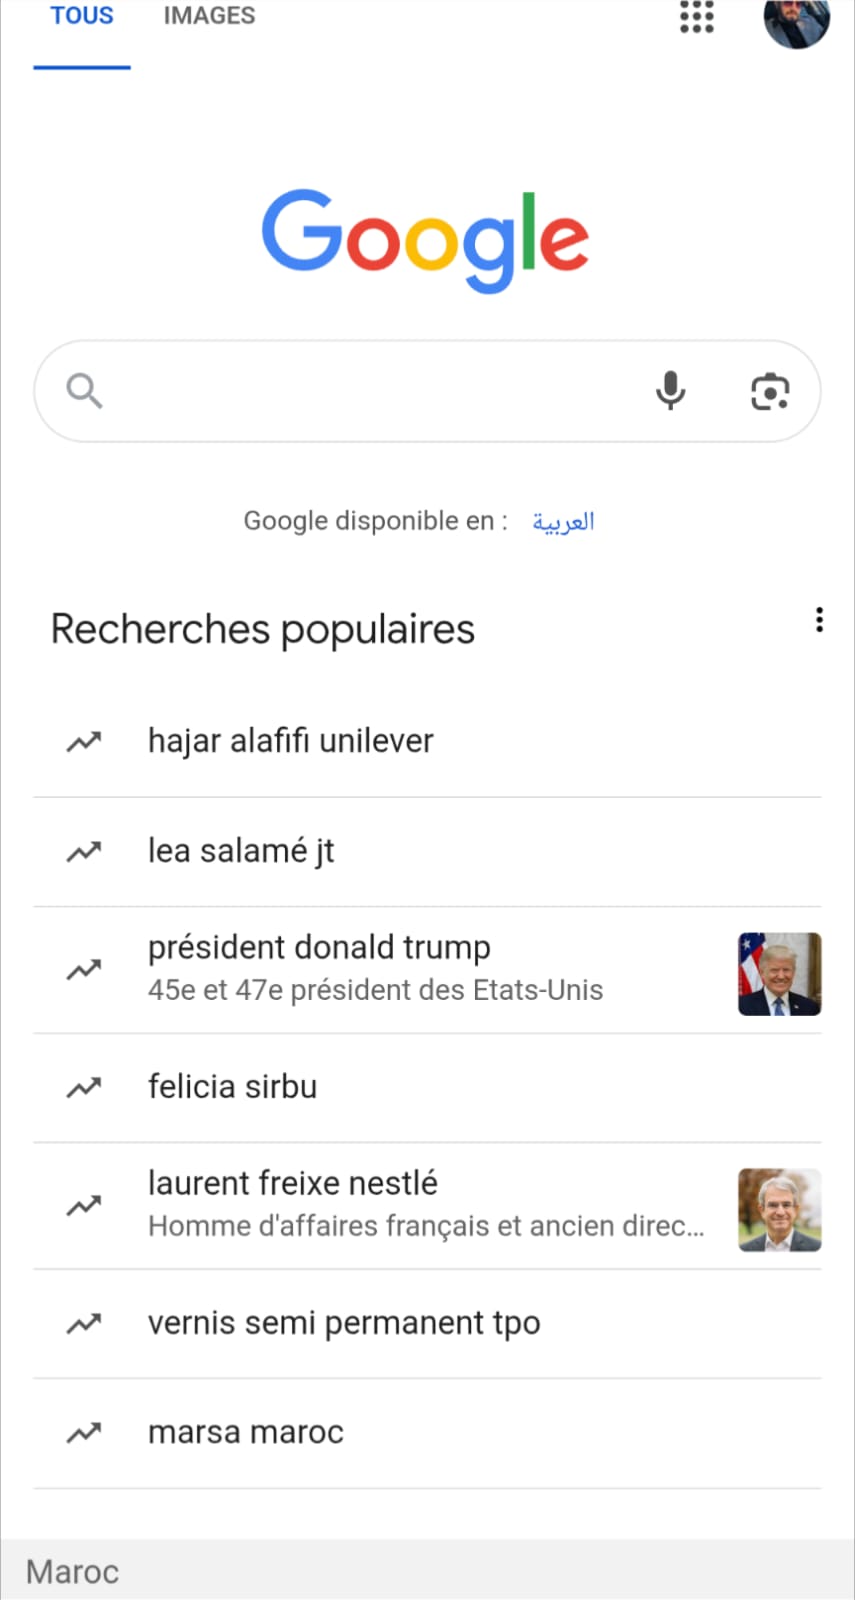 TOUS IMAGES
Google
Google disponible en : العربية
Recherches populaires
hajar alafifi unilever
lea salamé jt
président donald trump
45e et 47e président des Etats-Unis
felicia sirbu
laurent freixe nestlé
Homme d'affaires français et ancien direc...
vernis semi permanent tpo
marsa maroc
Maroc